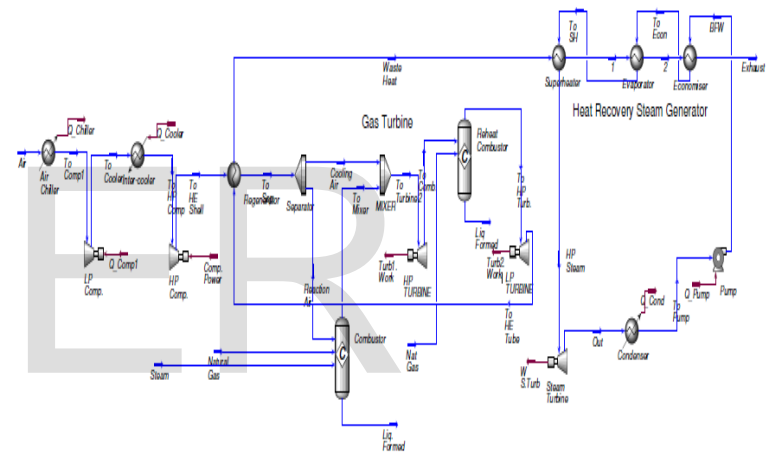 To
SH
To
Econ
BFW
Waste
Heat
1
2
Exhaust
Superheater
Evaporator
Economiser
Heat Recovery Steam Generator
Gas Turbine
Q_Chiller
Q_Cooler
Air
Air
Chiller
To
Comp1
To
Cooler
Inter-cooler
To
HP
Comp
To
HE
Shell
Regenerator
To
Sep
Separator
Cooling
Air
To
Mixer
MIXER
To
Turbine2
To
Comb
Reheat
Combustor
C
To
HP
Turb.
Liq
Formed
LP
Comp.
Q_Comp1
HP
Comp.
Comp.
Power
Turb1.
Work
HP
TURBINE
Turb2.
Work
LP
TURBINE
HP
Steam
Reaction
Air
To
HE
Tube
Nat
Gas
Natural
Gas
Steam
Combustor
C
Liq.
Formed
Q_Cond
Out
Condenser
To
Pump
Q_Pump
Pump
W
S.Turb
Steam
Turbine
ER